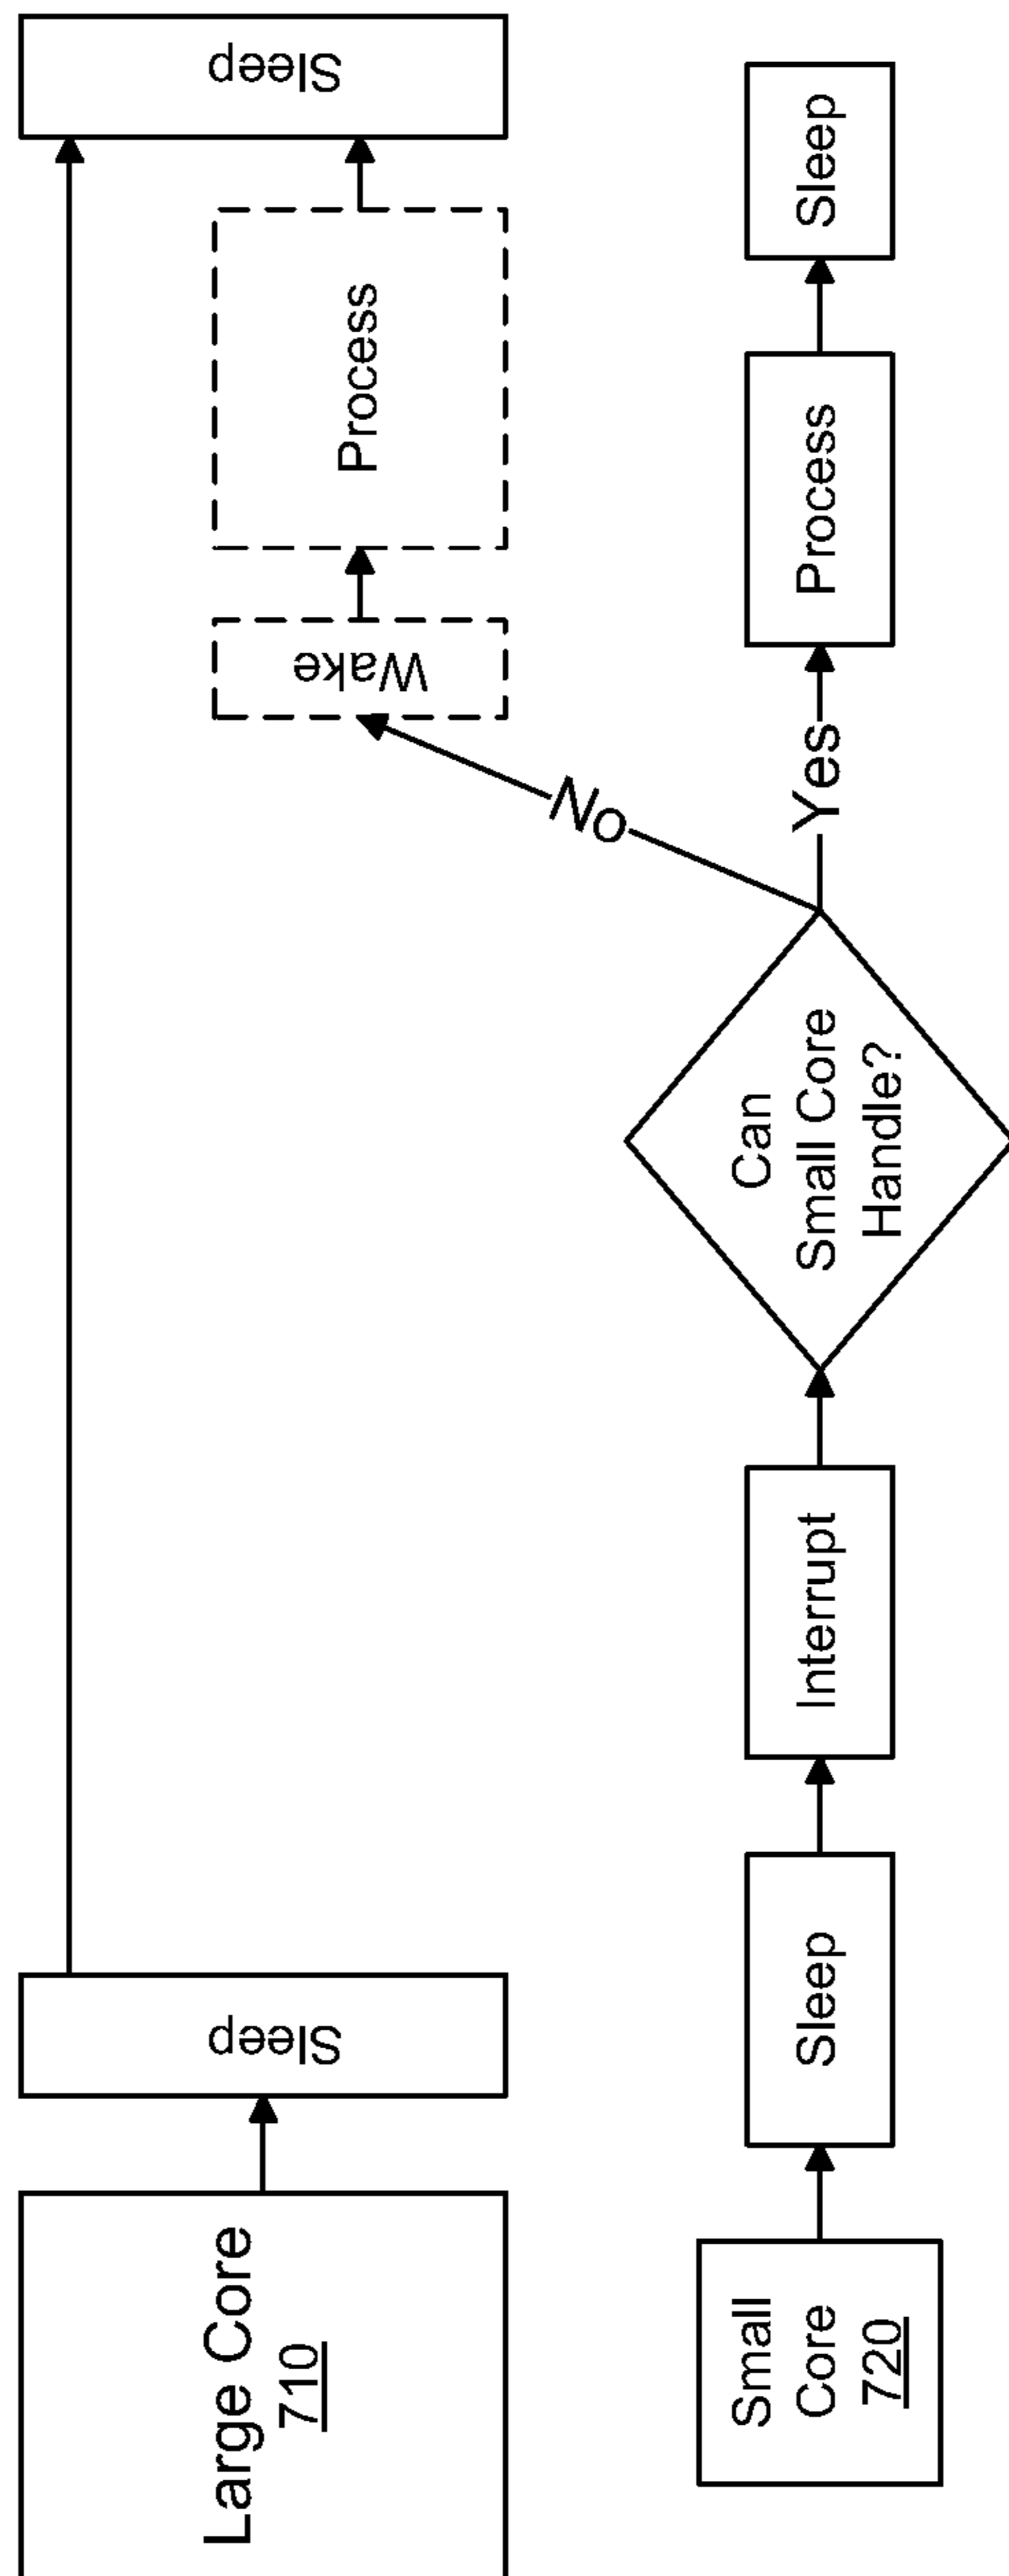 Large Core
710
Sleep
Wake
Process
Sleep
Small
Core
720
Sleep
Interrupt
Can
Small Core
Handle?
No
Yes
Process
Sleep